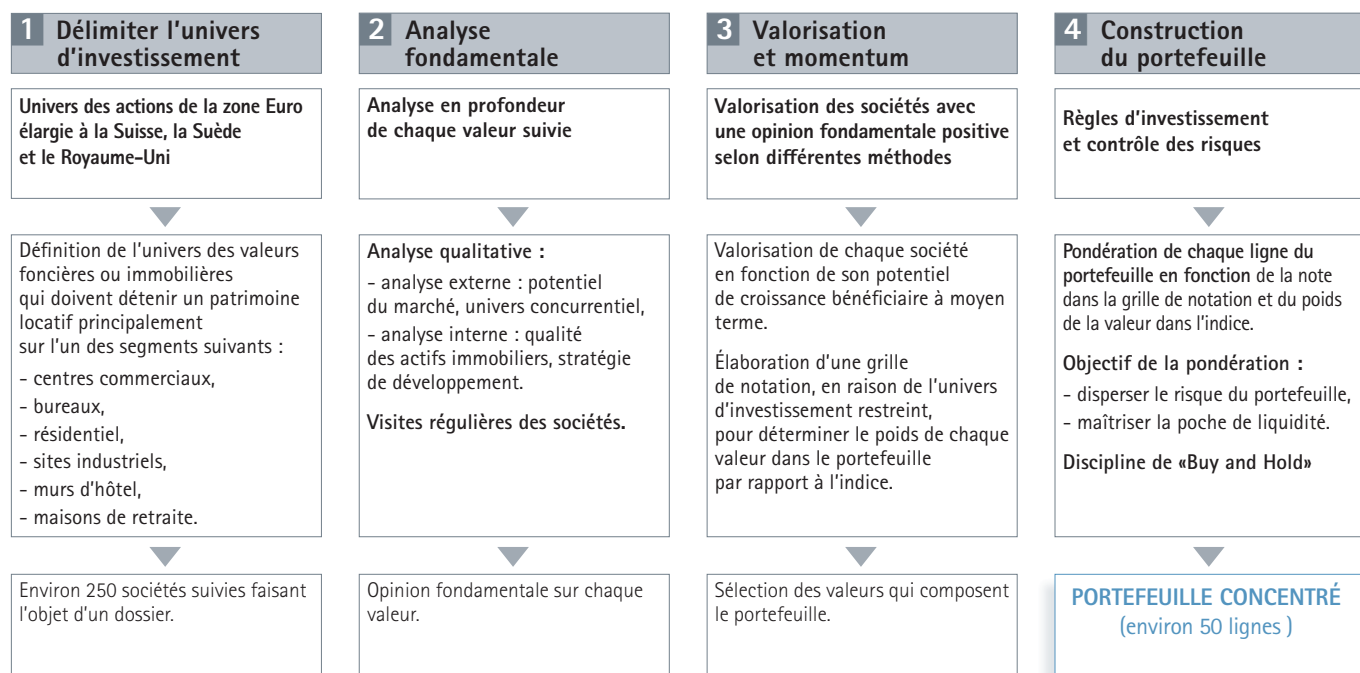 1 Délimiter l'univers
d'investissement
Univers des actions de la zone Euro
élargie à la Suisse, la Suède
et le Royaume-Uni
Définition de l'univers des valeurs
foncières ou immobilières
qui doivent détenir un patrimoine
locatif principalement
sur l'un des segments suivants :
- centres commerciaux,
- bureaux,
- résidentiel,
- sites industriels,
- murs d'hôtel,
- maisons de retraite.
Environ 250 sociétés suivies faisant
l'objet d'un dossier.
2 Analyse
fondamentale
Analyse en profondeur
de chaque valeur suivie
Analyse qualitative :
- analyse externe : potentiel
du marché, univers concurrentiel,
- analyse interne : qualité
des actifs immobiliers, stratégie
de développement.
Visites régulières des sociétés.
Opinion fondamentale sur chaque
valeur.
3 Valorisation
et momentum
Valorisation des sociétés avec
une opinion fondamentale positive
selon différentes méthodes
Valorisation de chaque société
en fonction de son potentiel
de croissance bénéficiaire à moyen
terme.
Élaboration d'une grille
de notation, en raison de l'univers
d'investissement restreint,
pour déterminer le poids de chaque
valeur dans le portefeuille
par rapport à l'indice.
Sélection des valeurs qui composent
le portefeuille.
4 Construction
du portefeuille
Règles d'investissement
et contrôle des risques
Pondération de chaque ligne du
portefeuille en fonction de la note
dans la grille de notation et du poids
de la valeur dans l'indice.
Objectif de la pondération :
- disperser le risque du portefeuille,
- maîtriser la poche de liquidité.
Discipline de «Buy and Hold»
PORTEFEUILLE CONCENTRÉ
(environ 50 lignes )